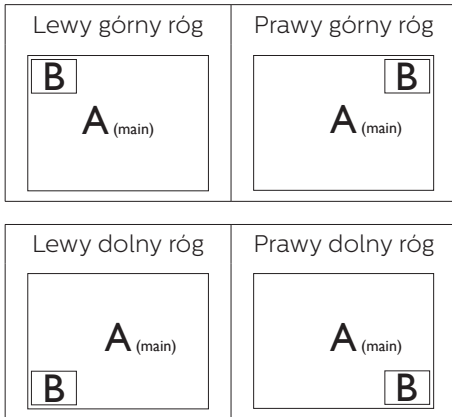 Lewy górny róg
Prawy górny róg
B
A (main)
B
A (main)
Lewy dolny róg
Prawy dolny róg
A (main)
B
A (main)
B